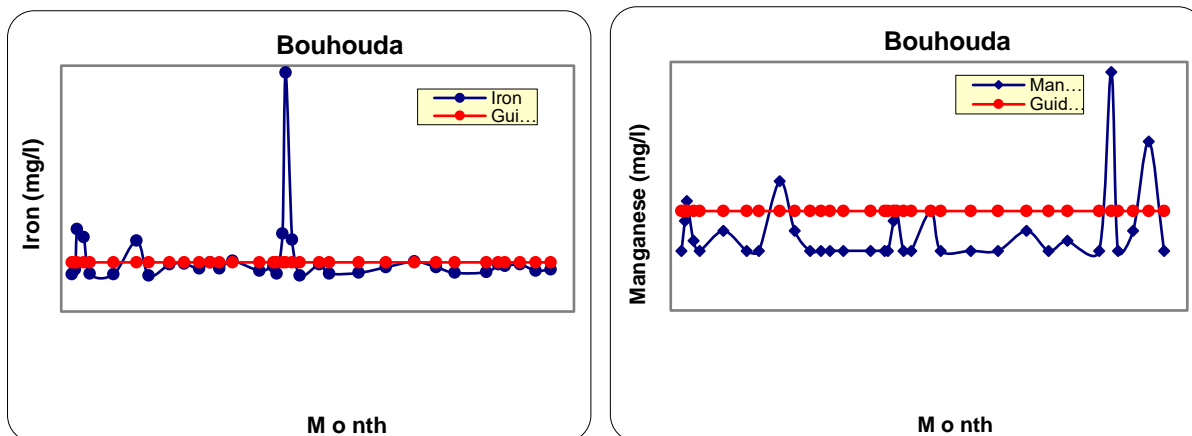 Bouhouda
Iron (mg/l)
Iron
Gui...
M o nth
Bouhouda
Manganese (mg/l)
Man...
Guid...
M o nth